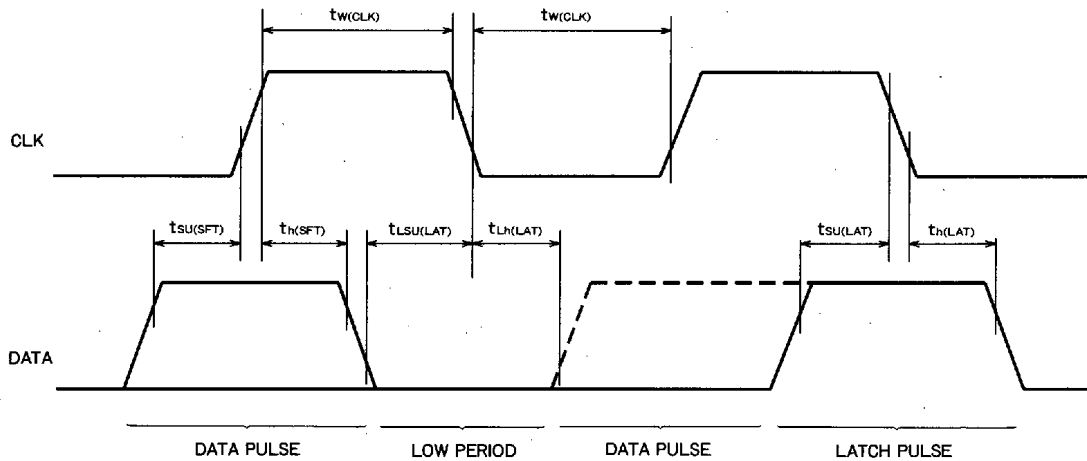 tW(CLK) tW(CLK)
CLK
tSU(SFT) th(SFT) tLSU(LAT) tLh(LAT) tSU(LAT) th(LAT)
DATA
DATA PULSE LOW PERIOD DATA PULSE LATCH PULSE